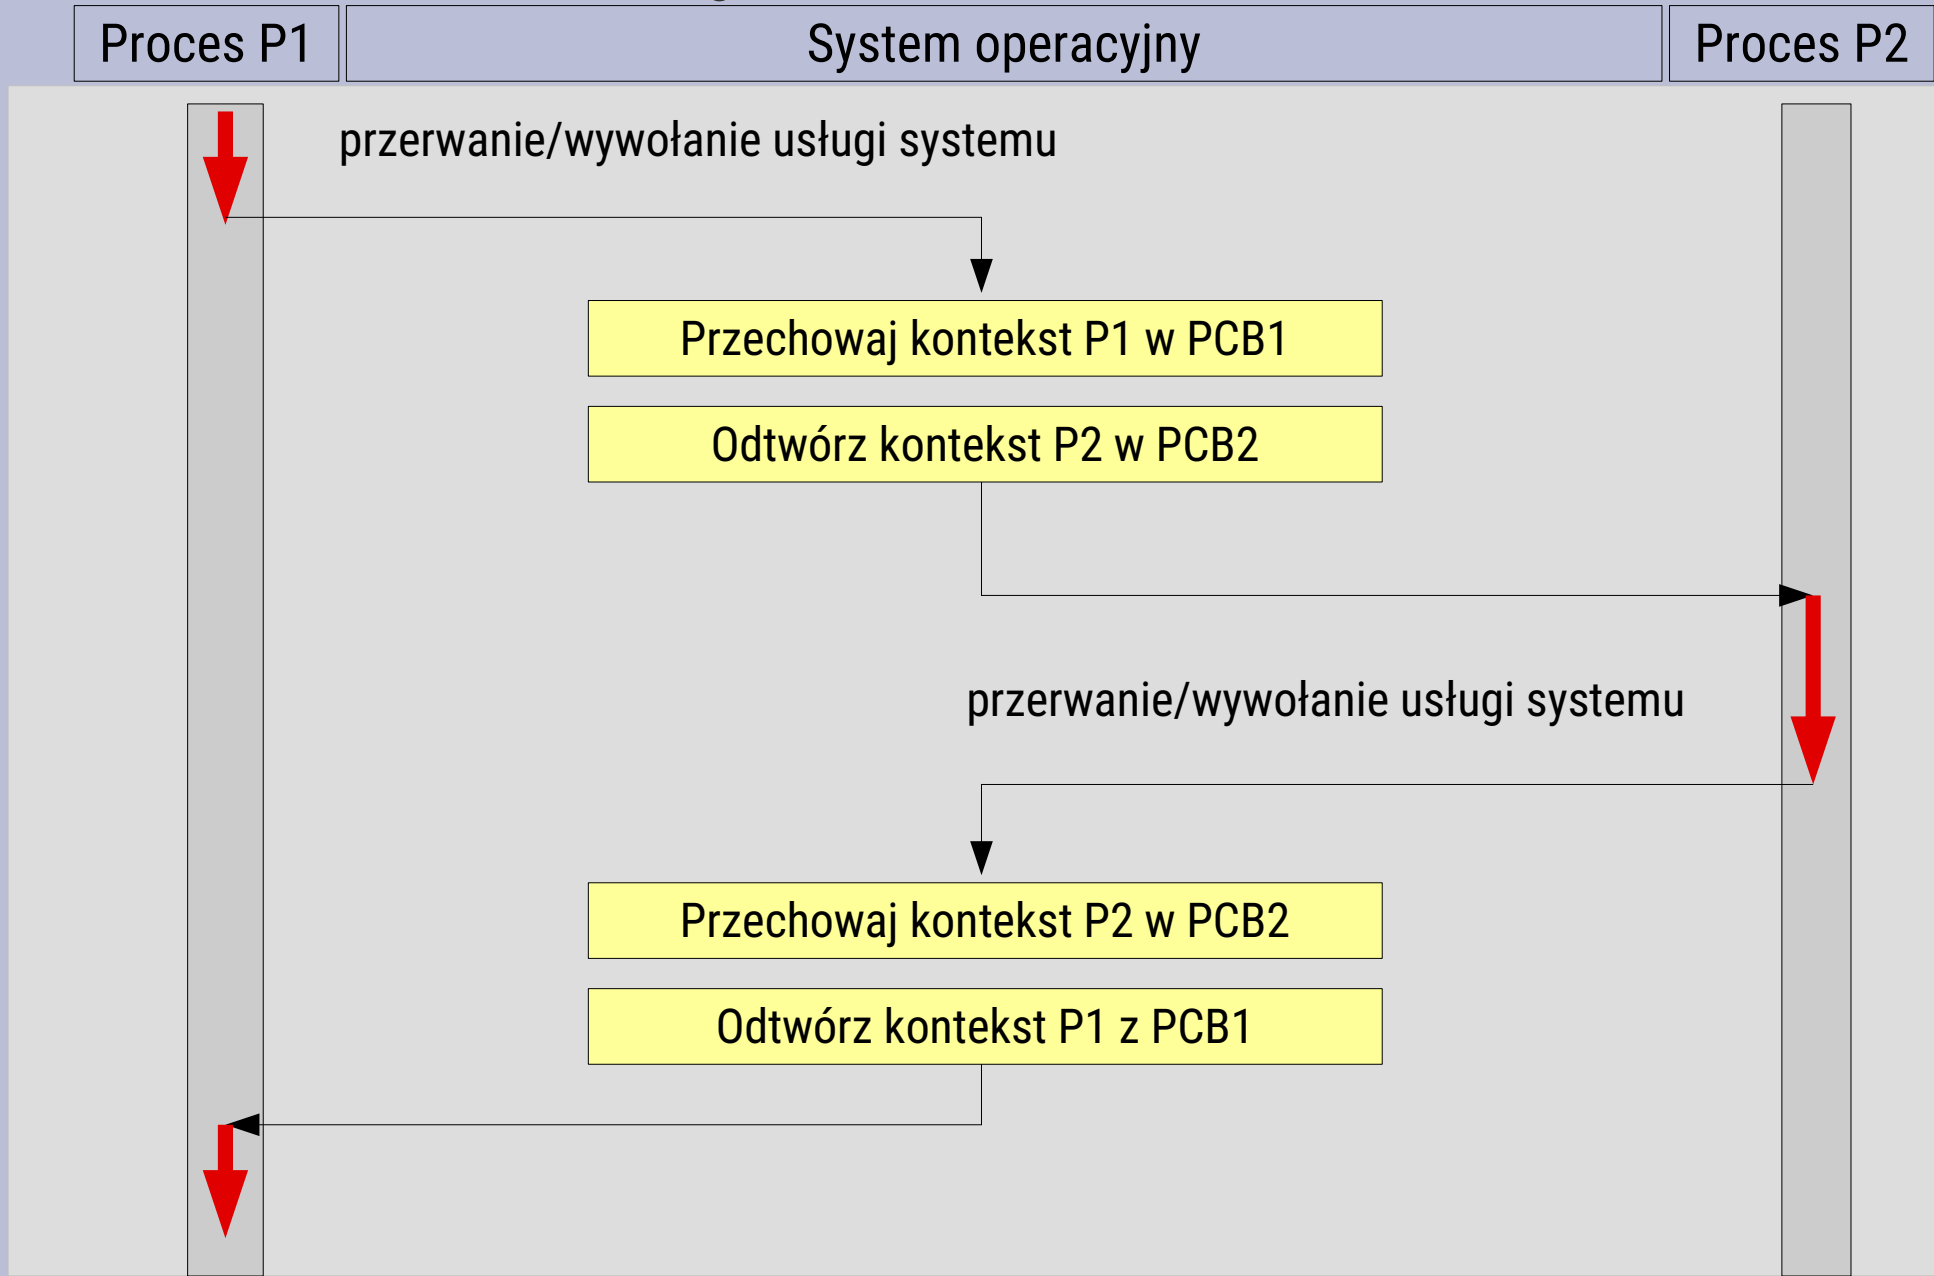 Proces P1
System operacyjny
Proces P2
przerwanie/wywołanie usługi systemu
Przechowaj kontekst P1 w PCB1
Odtwórz kontekst P2 w PCB2
przerwanie/wywołanie usługi systemu
Przechowaj kontekst P2 w PCB2
Odtwórz kontekst P1 z PCB1